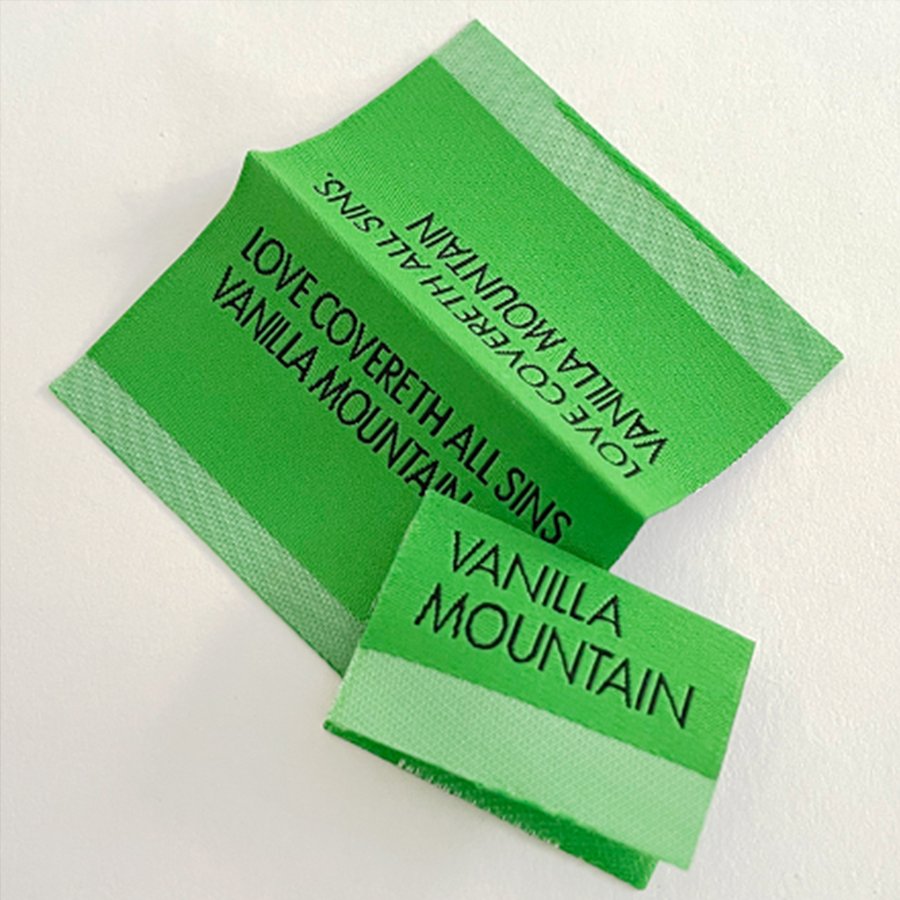 LOVE COVERETH ALL SINS.
VANILLA MOUNTAIN
LOVE COVERETH ALL SINS
VANILLA MOUNTAIN
VANILLA
MOUNTAIN